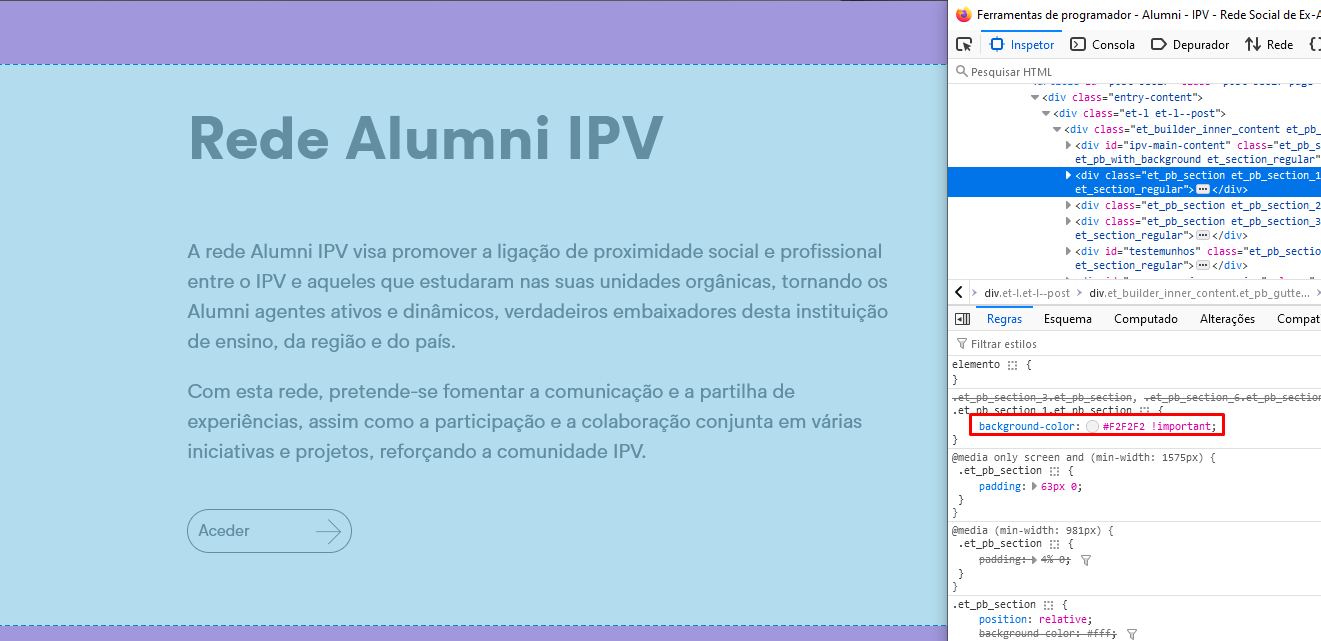 Rede Alumni IPV
A rede Alumni IPV visa promover a ligação de proximidade social e profissional
entre o IPV e aqueles que estudaram nas suas unidades orgânicas, tornando os
Alumni agentes ativos e dinâmicos, verdadeiros embaixadores desta instituição
de ensino, da região e do país.
Com esta rede, pretende-se fomentar a comunicação e a partilha de
experiências, assim como a participação e a colaboração conjunta em várias
iniciativas e projetos, reforçando a comunidade IPV.
Aceder
Ferramentas de programador - Alumni - IPV - Rede Social de Ex-A
Inspetor Consola Depurador Rede
Pesquisar HTML
<div class="entry-content">
<div class="et-l et-l--post">
<div class="et_builder_inner_content et_pb_
<div id="ipv-main-content" class="et_pb_s
et_pb_with_background et_section_regular"
<div class="et_pb_section et_pb_section_1
et_section_regular"> ••• </div>
<div class="et_pb_section et_pb_section_2
<div class="et_pb_section et_pb_section_3
et_section_regular"> ••• </div>
<div id="testemunhos" class="et_pb_sectio
et_section_regular"> ••• </div>
div.et-l.et-l--post div.et_builder_inner_content.et_pb_gutte...
Regras Esquema Computado Alterações Compat
Filtrar estilos
elemento {
}
.et_pb_section_3.et_pb_section, .et_pb_section_6.et_pb_section
.et_pb_section_1.et_pb_section {
background-color: #F2F2F2 !important;
}
@media only screen and (min-width: 1575px) {
.et_pb_section {
padding: 63px 0;
}
}
@media (min-width: 981px) {
.et_pb_section {
padding: 4% 0;
}
}
.et_pb_section {
position: relative;
background-color: #fff;